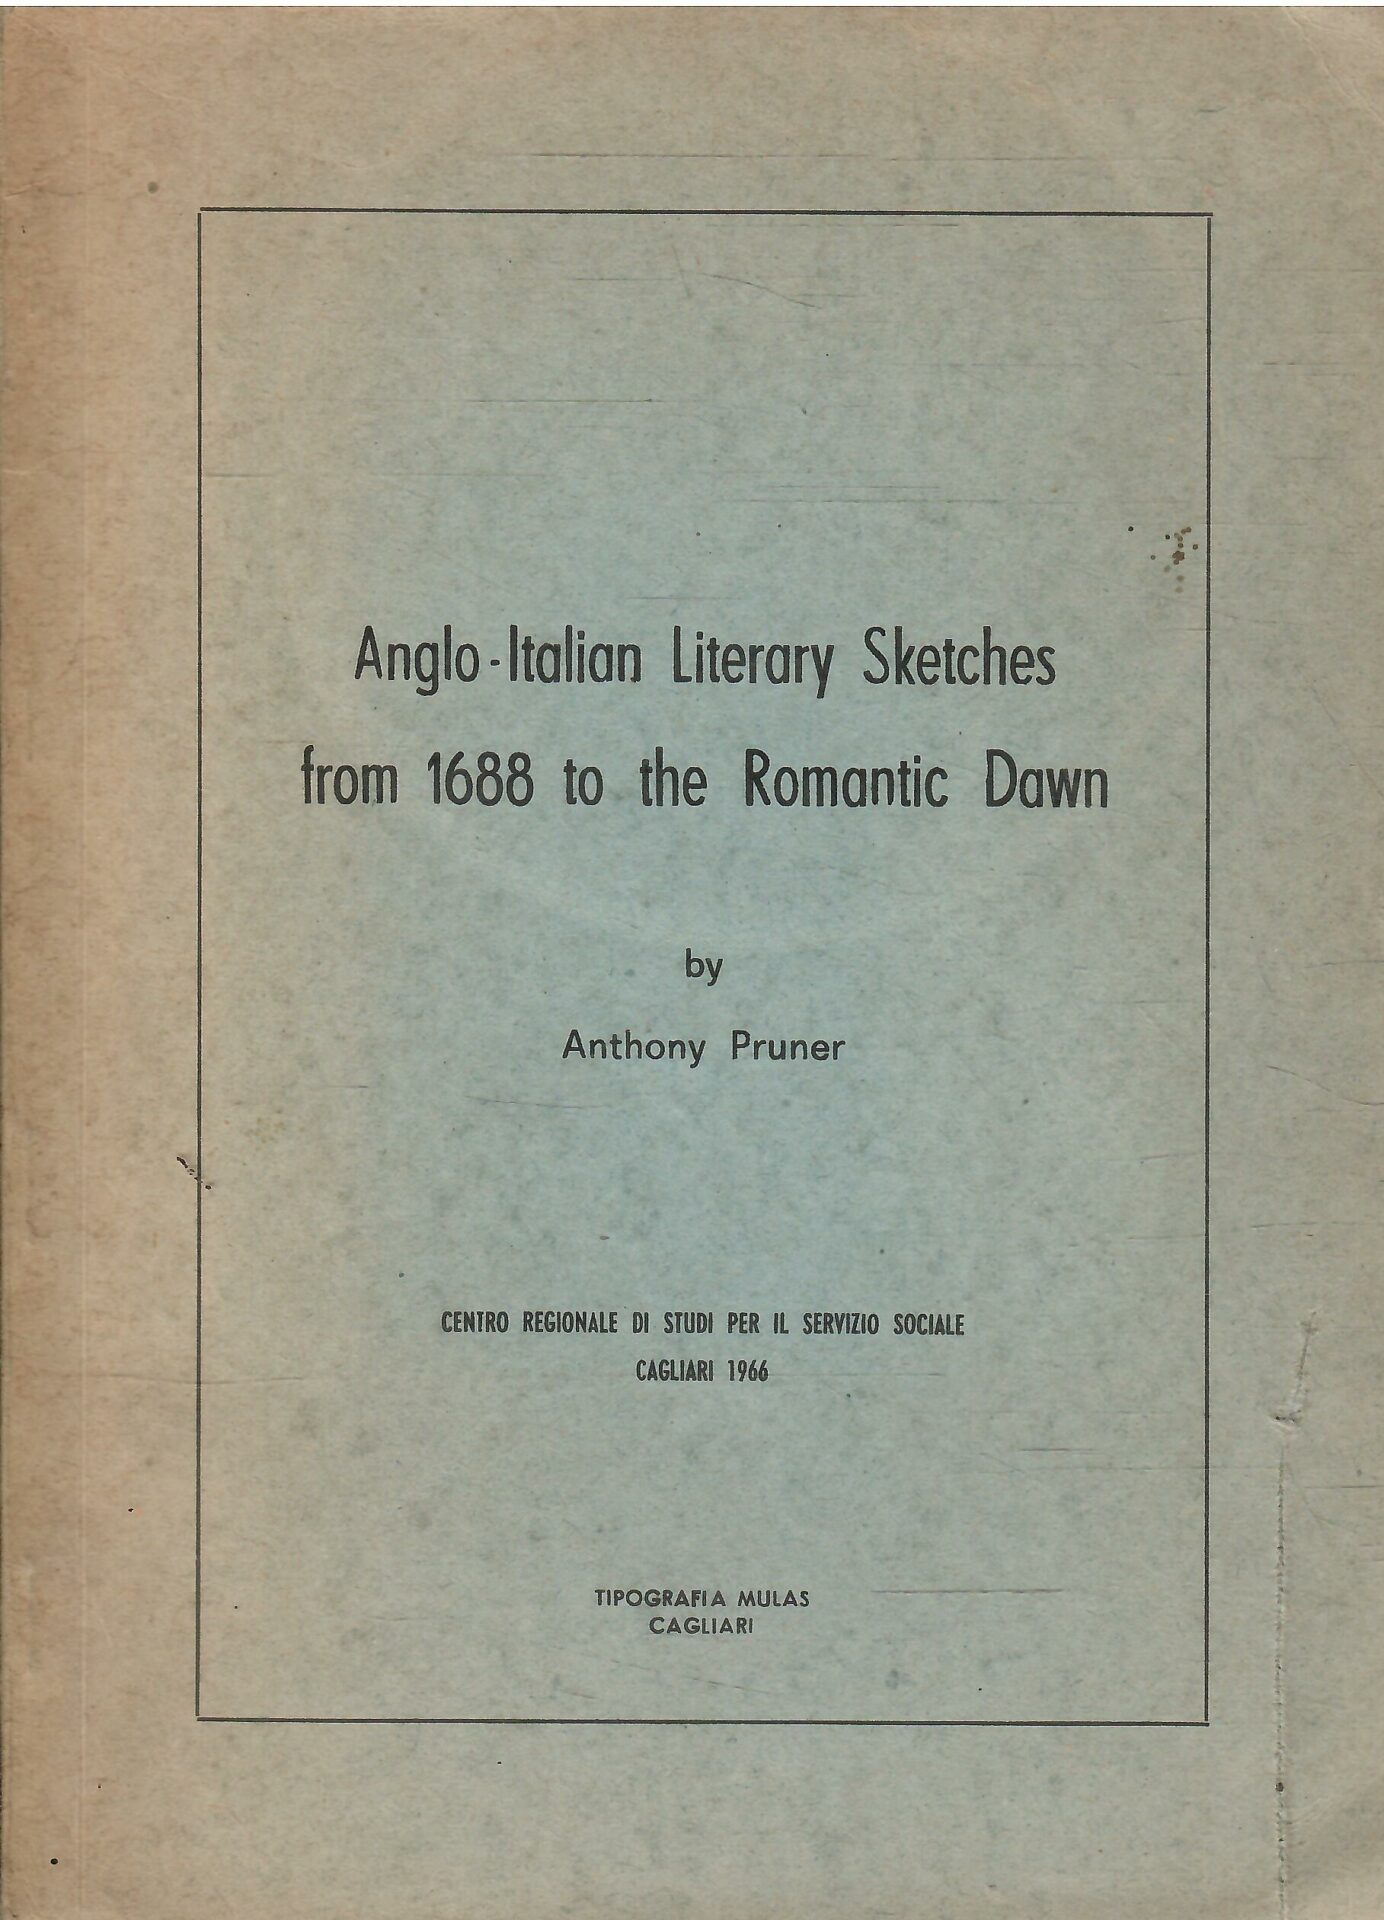 Anglo-Italian Literary Sketches
from 1688 to the Romantic Dawn
by
Anthony Pruner
CENTRO REGIONALE DI STUDI PER IL SERVIZIO SOCIALE
CAGLIARI 1966
TIPOGRAFIA MULAS
CAGLIARI